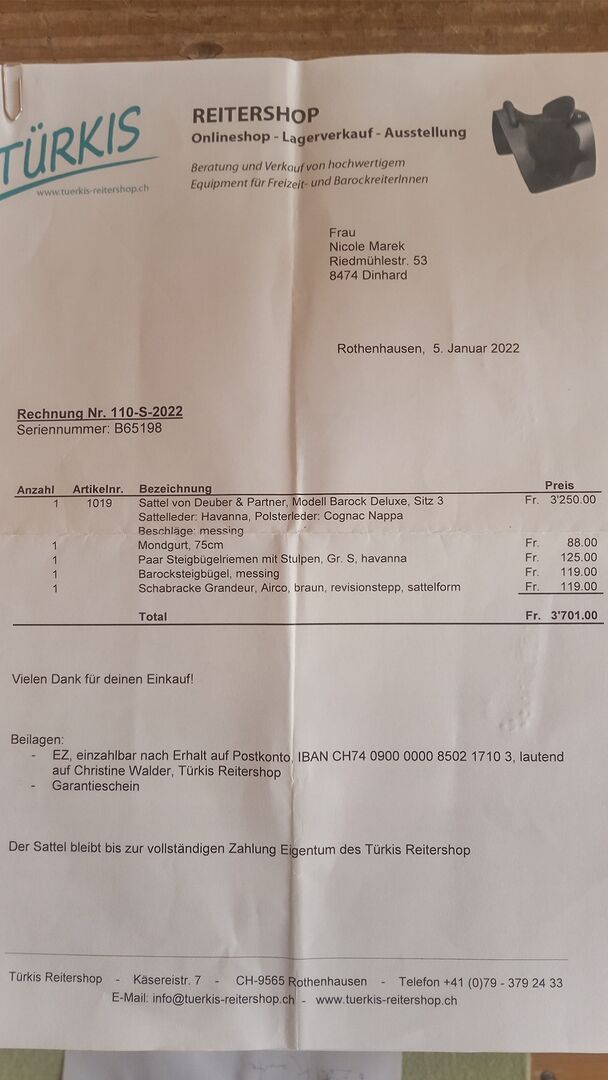 TÜRKIS
www.tuerkis-reitershop.ch
REITERSHOP
Onlineshop - Lagerverkauf - Ausstellung
Beratung und Verkauf von hochwertigem
Equipment für Freizeit- und BarockreiterInnen
Frau
Nicole Marek
Riedmühlestr. 53
8474 Dinhard
Rothenhausen, 5. Januar 2022
Rechnung Nr. 110-S-2022
Seriennummer: B65198
Anzahl Artikelnr. Bezeichnung Preis
1 1019 Sattel von Deuber & Partner, Modell Barock Deluxe, Sitz 3 Fr. 3'250.00
Sattelleder: Havanna, Polsterleder: Cognac Nappa
Beschläge: messing
1 Mondgurt, 75cm Fr. 88.00
1 Paar Steigbügelriemen mit Stulpen, Gr. S, havanna Fr. 125.00
1 Barocksteigbügel, messing Fr. 119.00
1 Schabracke Grandeur, Airco, braun, revisionstepp, sattelform Fr. 119.00
Total Fr. 3'701.00
Vielen Dank für deinen Einkauf!
Beilagen:
- EZ, einzahlbar nach Erhalt auf Postkonto, IBAN CH74 0900 0000 8502 1710 3, lautend
auf Christine Walder, Türkis Reitershop
- Garantieschein
Der Sattel bleibt bis zur vollständigen Zahlung Eigentum des Türkis Reitershop
Türkis Reitershop - Käsereistr. 7 - CH-9565 Rothenhausen - Telefon +41 (0)79 - 379 24 33
E-Mail: info@tuerkis-reitershop.ch - www.tuerkis-reitershop.ch